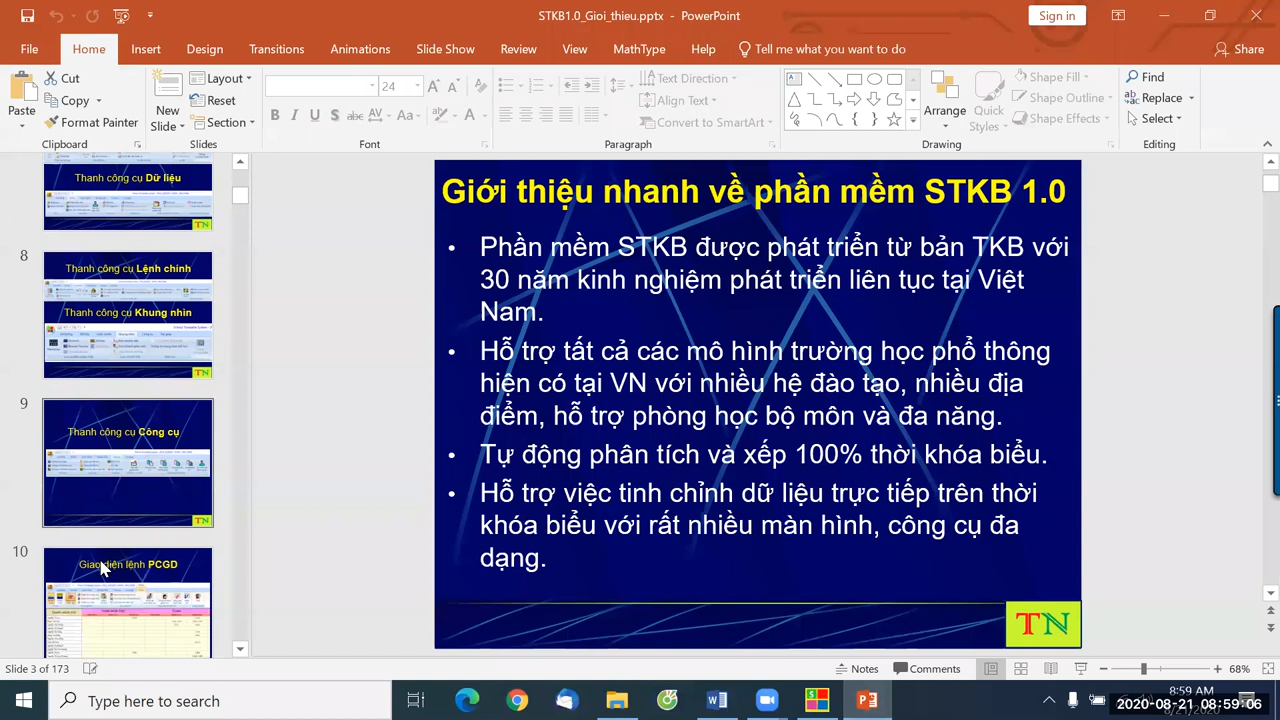 STKB1.0_Gioi_thieu.pptx - PowerPoint
Sign in
File Home Insert Design Transitions Animations Slide Show Review View MathType Help Tell me what you want to do Share
Paste
Cut
Copy
Format Painter
Clipboard
New Slide
Layout
Reset
Section
Slides
24
Font
Text Direction
Align Text
Convert to SmartArt
Paragraph
Arrange
Quick Styles
Shape Fill
Shape Outline
Shape Effects
Drawing
Find
Replace
Select
Editing
Thanh công cụ Dữ liệu
TN
8
Thanh công cụ Lệnh chính
Thanh công cụ Khung nhìn
TN
9
Thanh công cụ Công cụ
TN
10
Giao diện lệnh PCGD
Giới thiệu nhanh về phần mềm STKB 1.0
• Phần mềm STKB được phát triển từ bản TKB với
30 năm kinh nghiệm phát triển liên tục tại Việt
Nam.
• Hỗ trợ tất cả các mô hình trường học phổ thông
hiện có tại VN với nhiều hệ đào tạo, nhiều địa
điểm, hỗ trợ phòng học bộ môn và đa năng.
• Tự động phân tích và xếp 100% thời khóa biểu.
• Hỗ trợ việc tinh chỉnh dữ liệu trực tiếp trên thời
khóa biểu với rất nhiều màn hình, công cụ đa
dạng.
TN
Slide 3 of 173
Notes
Comments
68%
Type here to search
8:59 AM
2020-08-21 08:59:06